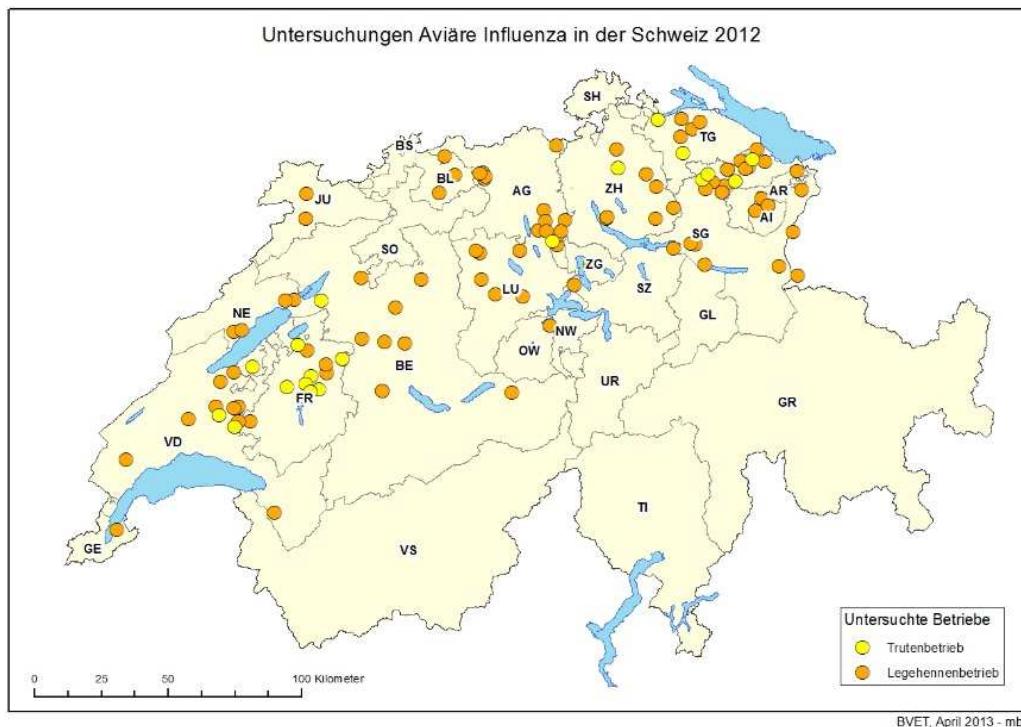 Untersuchungen Aviäre Influenza in der Schweiz 2012
SH
TG
BS
BL
AG
ZH
AR
AI
JU
SO
SG
ZG
LU
SZ
NE
GL
NW
OW
BE
UR
FR
GR
VD
TI
VS
GE
Untersuchte Betriebe
Trutenbetrieb
Legehennenbetrieb
0 25 50 100 Kilometer
BVET, April 2013 - mb